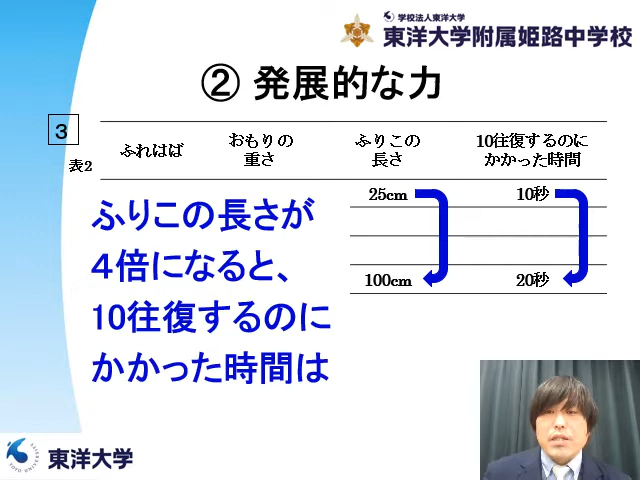 学校法人東洋大学
東洋大学附属姫路中学校
② 発展的な力
3
表2
ふれはば
おもりの
重さ
ふりこの
長さ
10往復するのに
かかった時間
25cm
10秒
100cm
20秒
ふりこの長さが
４倍になると、
10往復するのに
かかった時間は
東洋大学